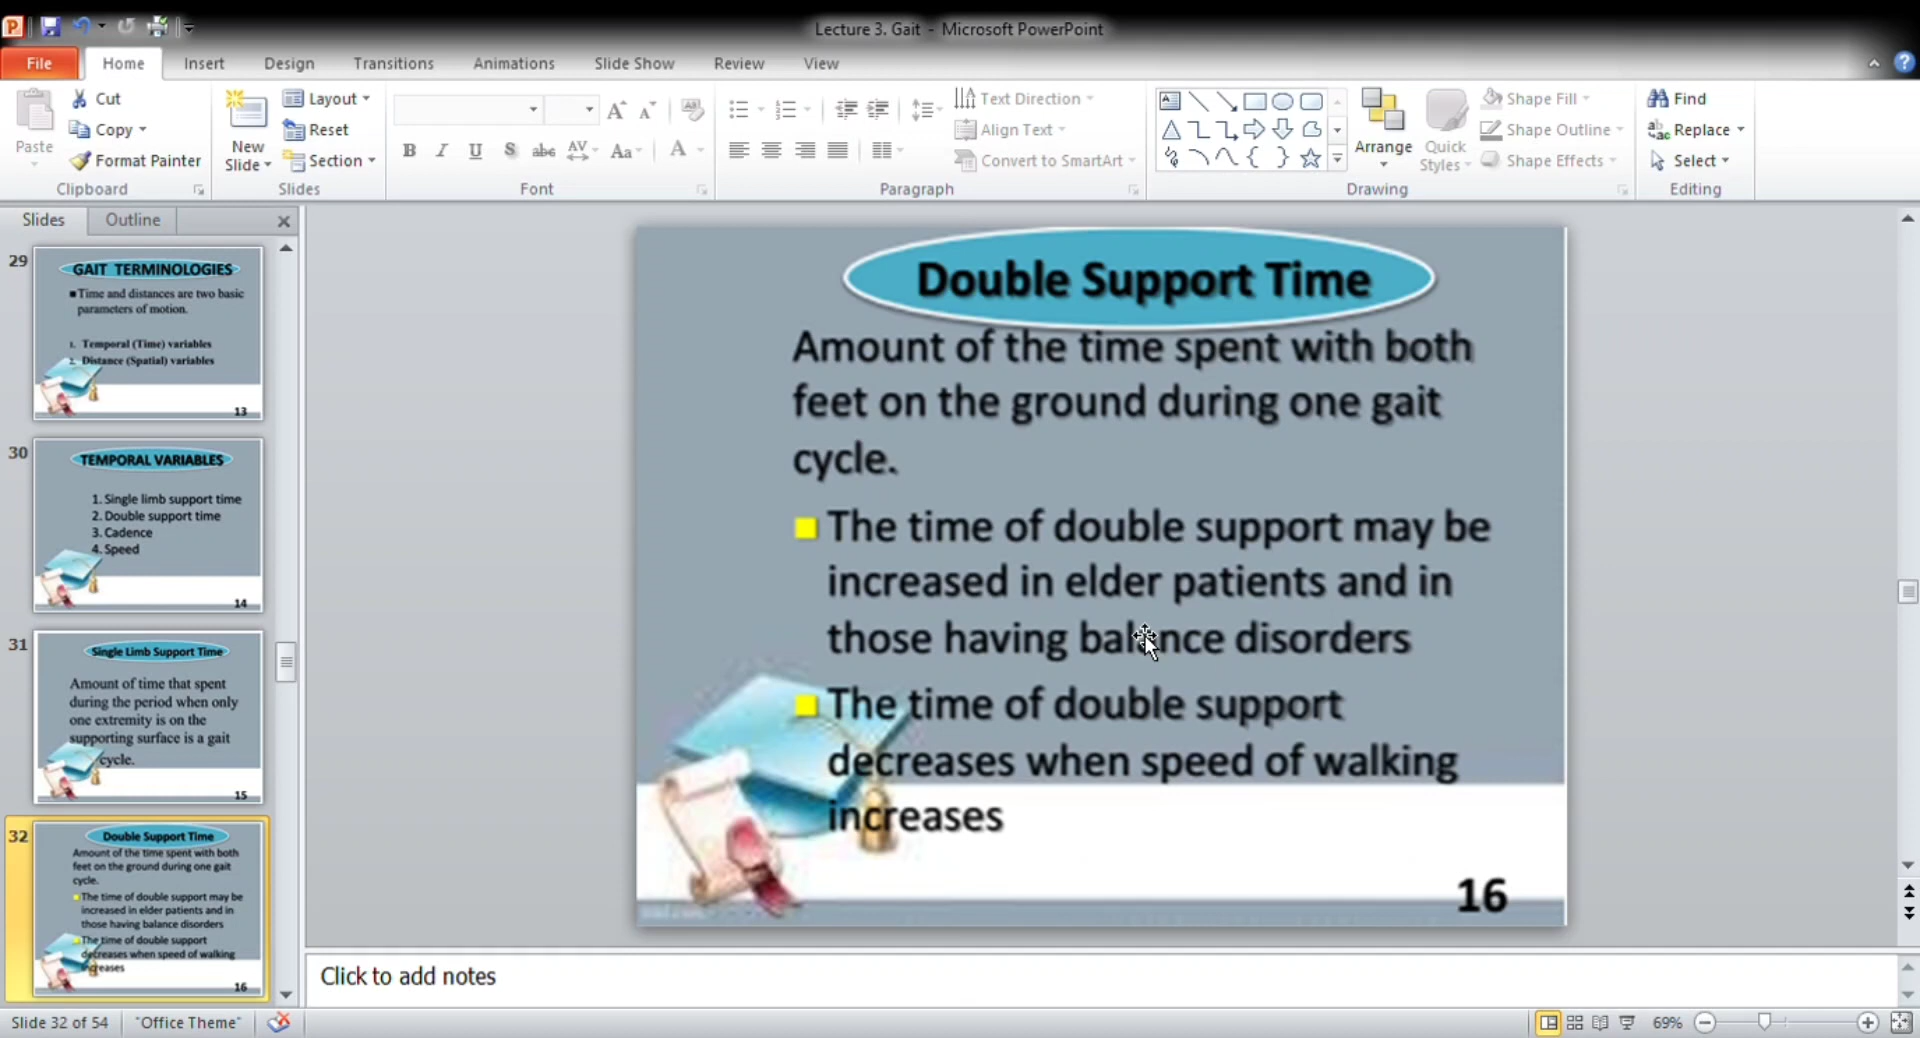 Lecture 3. Gait - Microsoft PowerPoint
File Home Insert Design Transitions Animations Slide Show Review View
Paste
Cut
Copy
Format Painter
Clipboard
New Slide
Layout
Reset
Section
Slides
B I U S abc AV Aa A
Font
Text Direction
Align Text
Convert to SmartArt
Paragraph
Arrange
Quick Styles
Shape Fill
Shape Outline
Shape Effects
Drawing
Find
Replace
Select
Editing
Slides Outline
29
GAIT TERMINOLOGIES
Time and distances are two basic
parameters of motion.
1. Temporal (Time) variables
2. Distance (Spatial) variables
13
30
TEMPORAL VARIABLES
1. Single limb support time
2. Double support time
3. Cadence
4. Speed
14
31
Single Limb Support Time
Amount of time that spent
during the period when only
one extremity is on the
supporting surface is a gait
cycle.
15
32
Double Support Time
Amount of the time spent with both
feet on the ground during one gait
cycle.
The time of double support may be
increased in elder patients and in
those having balance disorders
The time of double support
decreases when speed of walking
increases
16
Double Support Time
Amount of the time spent with both
feet on the ground during one gait
cycle.
The time of double support may be
increased in elder patients and in
those having balance disorders
The time of double support
decreases when speed of walking
increases
16
Click to add notes
Slide 32 of 54 "Office Theme" 69%